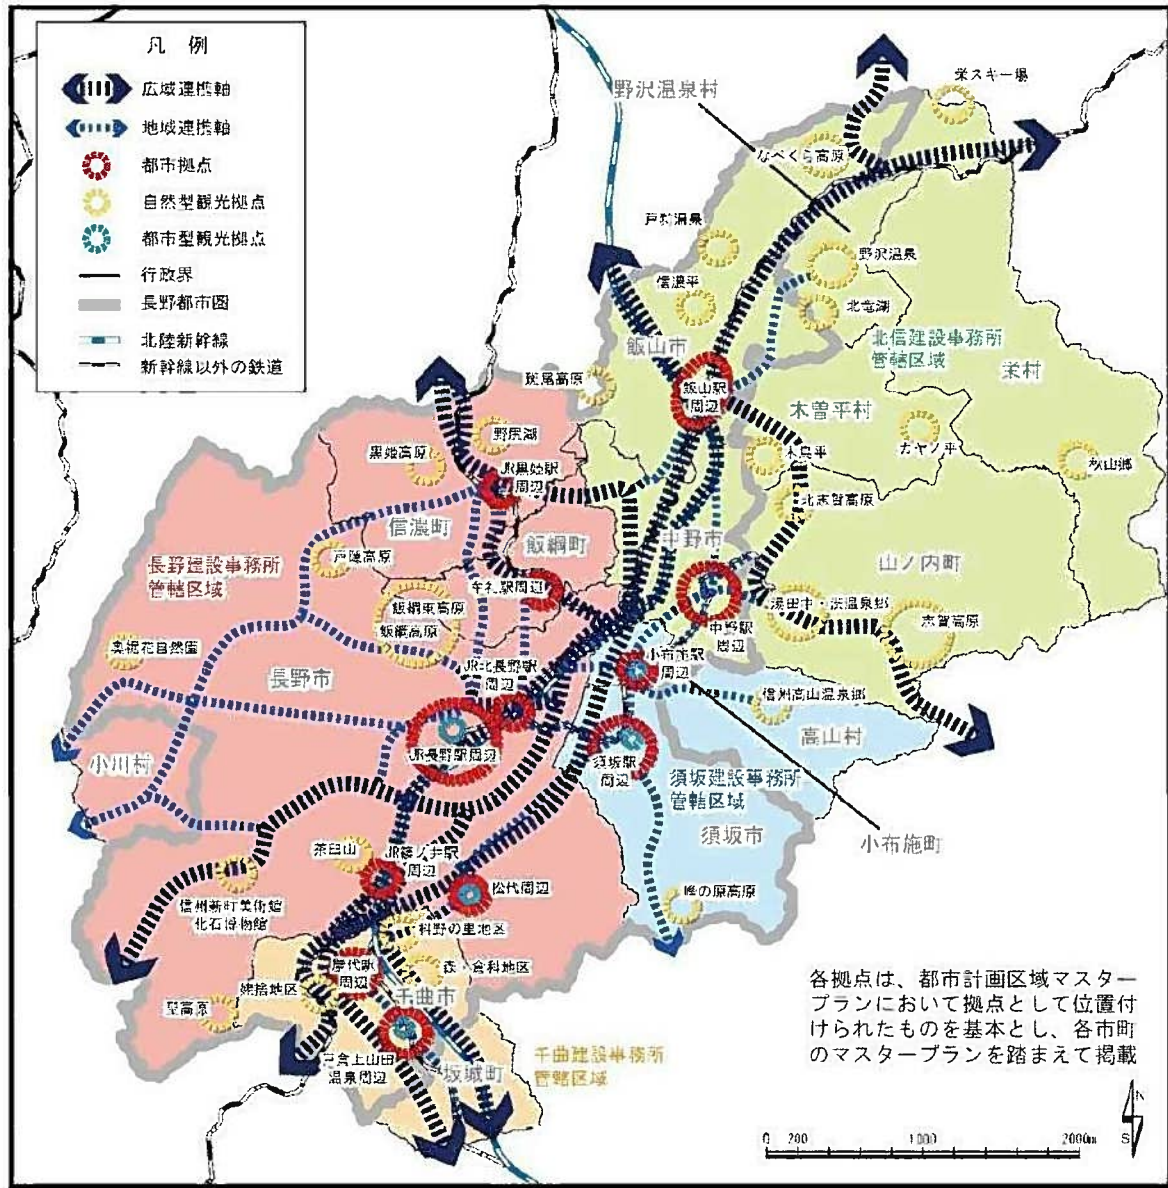 凡 例
広域連携軸
地域連携軸
都市拠点
自然型観光拠点
都市型観光拠点
行政界
長野都市圏
北陸新幹線
新幹線以外の鉄道
野沢温泉村
栄スキー場
なべくら高原
戸狩温泉
野沢温泉
信濃平
北竜湖
飯山市
北信建設事務所
管轄区域
栄村
斑尾高原
飯山駅
周辺
木曽平村
カヤノ平
秋山郷
木島平
北志賀高原
野尻湖
黒姫高原
JR黒姫駅
周辺
信濃町
飯綱町
中野市
山ノ内町
長野建設事務所
管轄区域
戸隠高原
牟礼駅周辺
飯綱東高原
飯綱高原
中野駅
周辺
湯田中・渋温泉郷
志賀高原
奥裾花自然園
長野市
JR北長野駅
周辺
小布施駅
周辺
信州高山温泉郷
高山村
JR長野駅周辺
須坂駅
周辺
小川村
須坂建設事務所
管轄区域
須坂市
小布施町
茶臼山
JR篠ノ井駅
周辺
松代周辺
峰の原高原
信州新町美術館
化石博物館
科野の里地区
森・倉科地区
屋代駅
周辺
千曲市
姨捨地区
聖高原
戸倉上山田
温泉周辺
坂城町
千曲建設事務所
管轄区域
各拠点は、都市計画区域マスター
プランにおいて拠点として位置付
けられたものを基本とし、各市町
のマスタープランを踏まえて掲載
N
S
0 200 1000 2000m